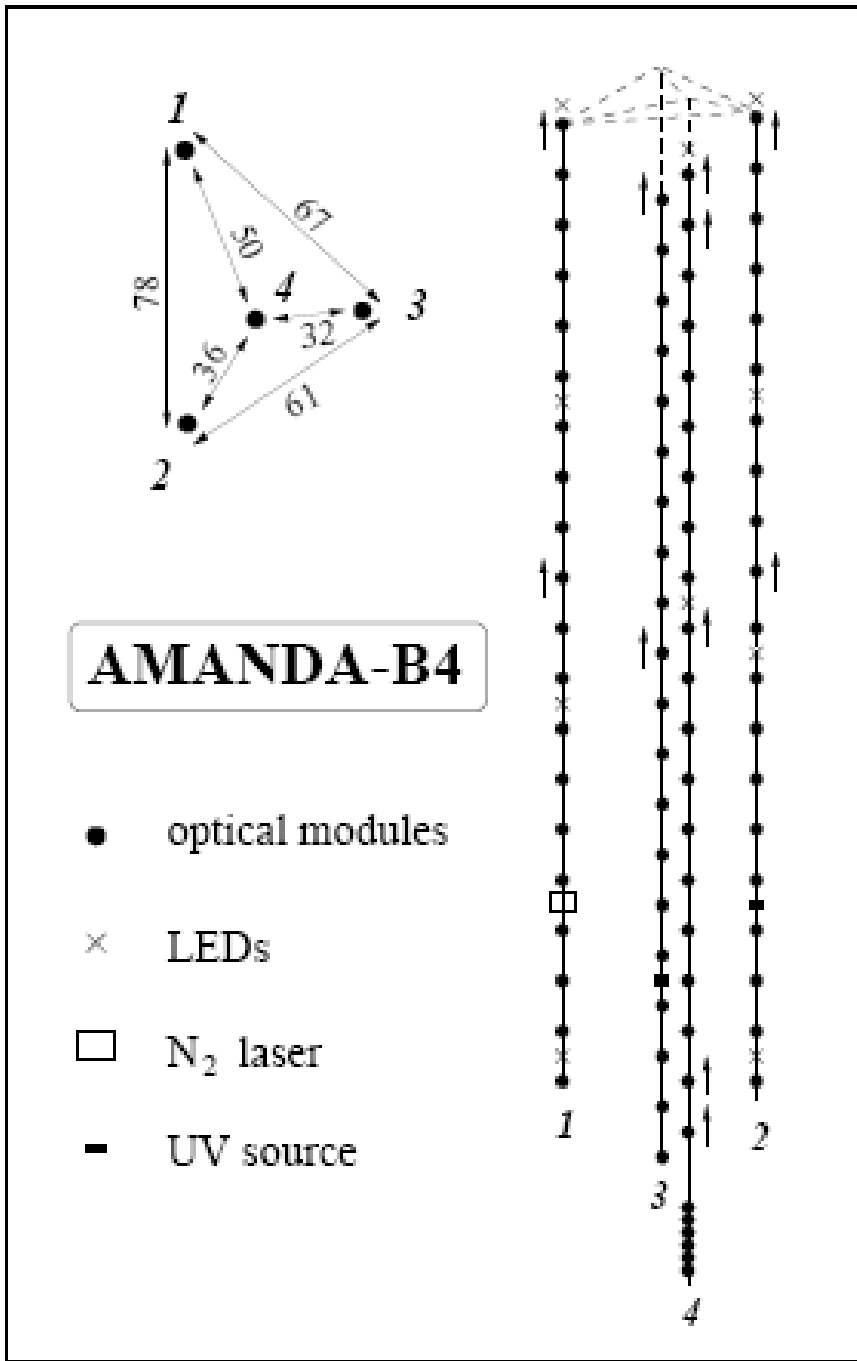 1
67
50
78
4
3
32
36
61
2
AMANDA-B4
optical modules
LEDs
N₂ laser
UV source
1
2
3
4